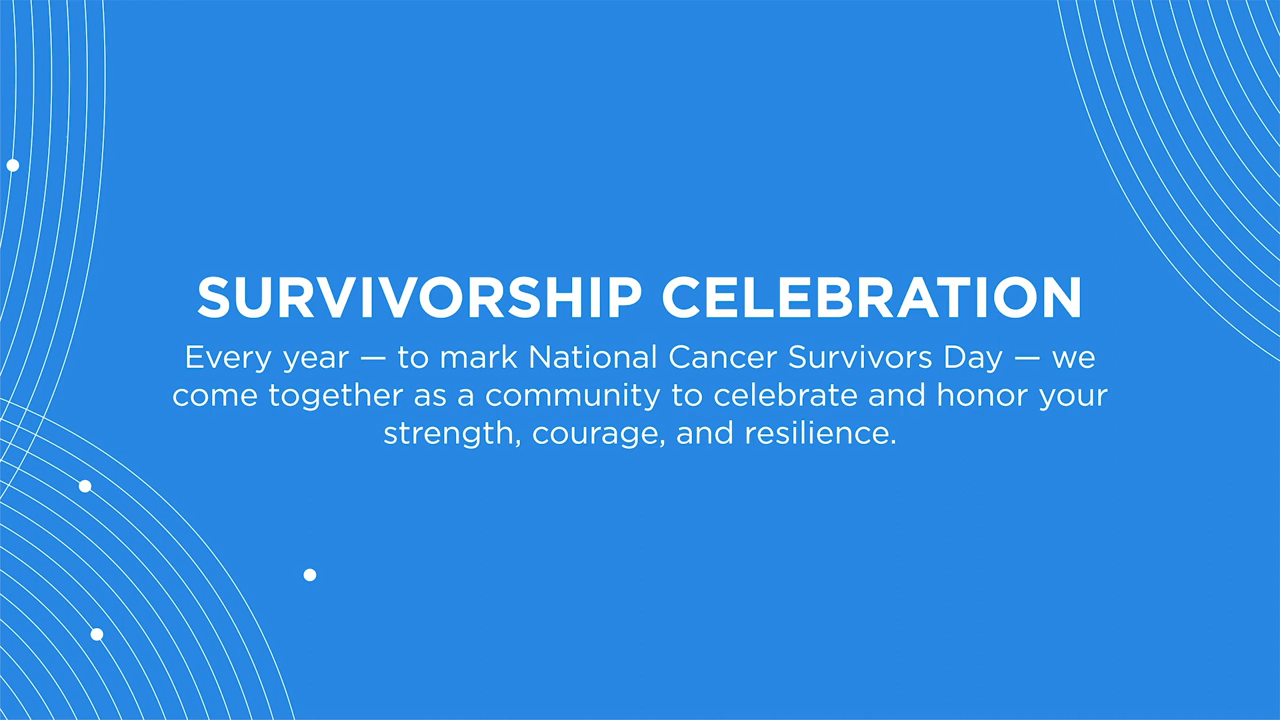 SURVIVORSHIP CELEBRATION
Every year — to mark National Cancer Survivors Day — we
come together as a community to celebrate and honor your
strength, courage, and resilience.